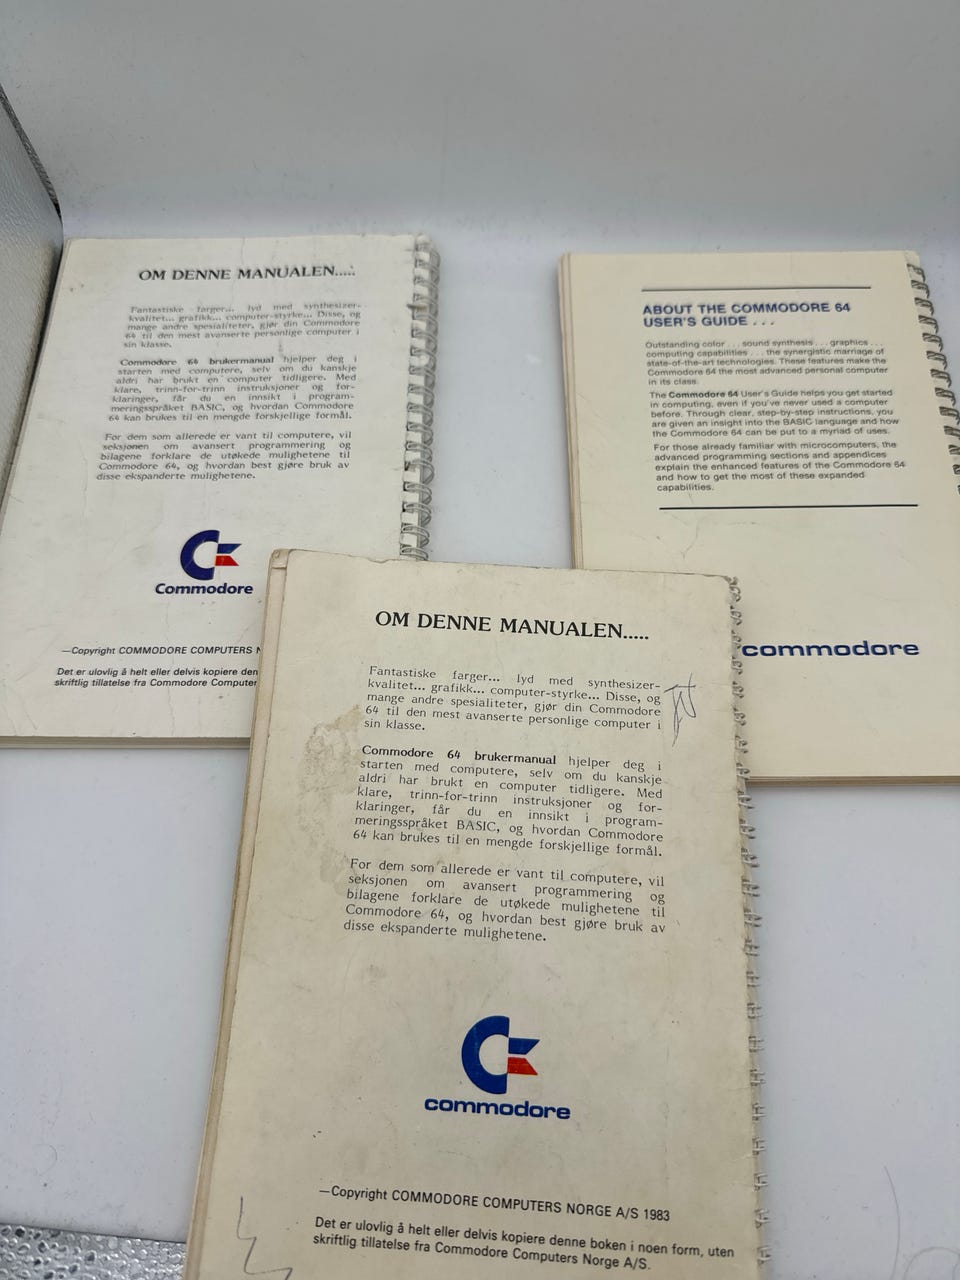 OM DENNE MANUALEN.....
Fantastiske farger... lyd med synthesizer-
kvalitet... grafikk... computer-styrke... Disse, og
mange andre spesialiteter, gjør din Commodore
64 til den mest avanserte personlige computer i
sin klasse.
Commodore 64 brukermanual hjelper deg i
starten med computere, selv om du kanskje
aldri har brukt en computer tidligere. Med
klare, trinn-for-trinn instruksjoner og for-
klaringer, får du en innsikt i program-
meringsspråket BASIC, og hvordan Commodore
64 kan brukes til en mengde forskjellige formål.
For dem som allerede er vant til computere, vil
seksjonen om avansert programmering og
bilagene forklare de utøkede mulighetene til
Commodore 64, og hvordan best gjøre bruk av
disse ekspanderte mulighetene.
Commodore
—Copyright COMMODORE COMPUTERS
Det er ulovlig å helt eller delvis kopiere den
skriftlig tillatelse fra Commodore Computer
ABOUT THE COMMODORE 64
USER'S GUIDE . . .
Outstanding color . . . sound synthesis . . . graphics . . .
computing capabilities . . . the synergistic marriage of
state-of-the-art technologies. These features make the
Commodore 64 the most advanced personal computer
in its class.
The Commodore 64 User's Guide helps you get started
in computing, even if you've never used a computer
before. Through clear, step-by-step instructions, you
are given an insight into the BASIC language and how
the Commodore 64 can be put to a myriad of uses.
For those already familiar with microcomputers, the
advanced programming sections and appendices
explain the enhanced features of the Commodore 64
and how to get the most of these expanded
capabilities.
commodore
OM DENNE MANUALEN.....
Fantastiske farger... lyd med synthesizer-
kvalitet... grafikk... computer-styrke... Disse, og
mange andre spesialiteter, gjør din Commodore
64 til den mest avanserte personlige computer i
sin klasse.
Commodore 64 brukermanual hjelper deg i
starten med computere, selv om du kanskje
aldri har brukt en computer tidligere. Med
klare, trinn-for-trinn instruksjoner og for-
klaringer, får du en innsikt i program-
meringsspråket BASIC, og hvordan Commodore
64 kan brukes til en mengde forskjellige formål.
For dem som allerede er vant til computere, vil
seksjonen om avansert programmering og
bilagene forklare de utøkede mulighetene til
Commodore 64, og hvordan best gjøre bruk av
disse ekspanderte mulighetene.
commodore
—Copyright COMMODORE COMPUTERS NORGE A/S 1983
Det er ulovlig å helt eller delvis kopiere denne boken i noen form, uten
skriftlig tillatelse fra Commodore Computers Norge A/S.